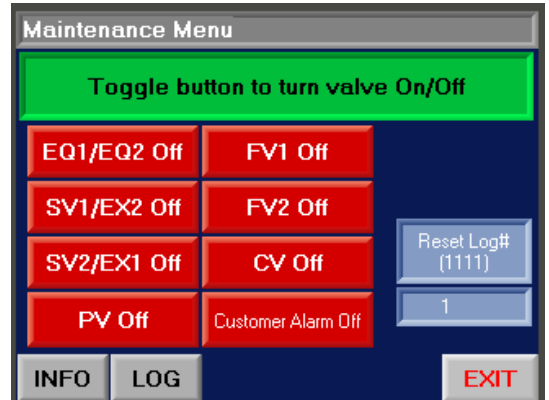 Maintenance Menu
Toggle button to turn valve On/Off
EQ1/EQ2 Off
FV1 Off
SV1/EX2 Off
FV2 Off
SV2/EX1 Off
CV Off
Reset Log#
(1111)
PV Off
Customer Alarm Off
1
INFO
LOG
EXIT